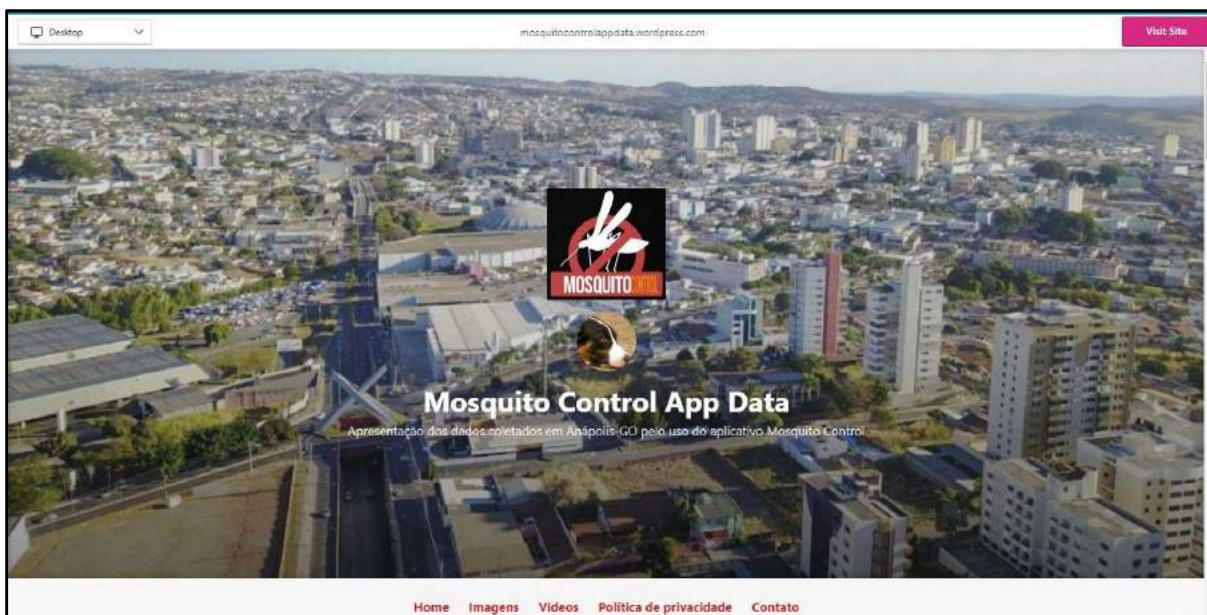 Desktop
mosquitocontrolappdata.wordpress.com
Visit Site
MOSQUITO CONTROL
Mosquito Control App Data
Apresentação dos dados coletados em Anápolis-GO pelo uso do aplicativo Mosquito Control
Home Imagens Vídeos Política de privacidade Contato